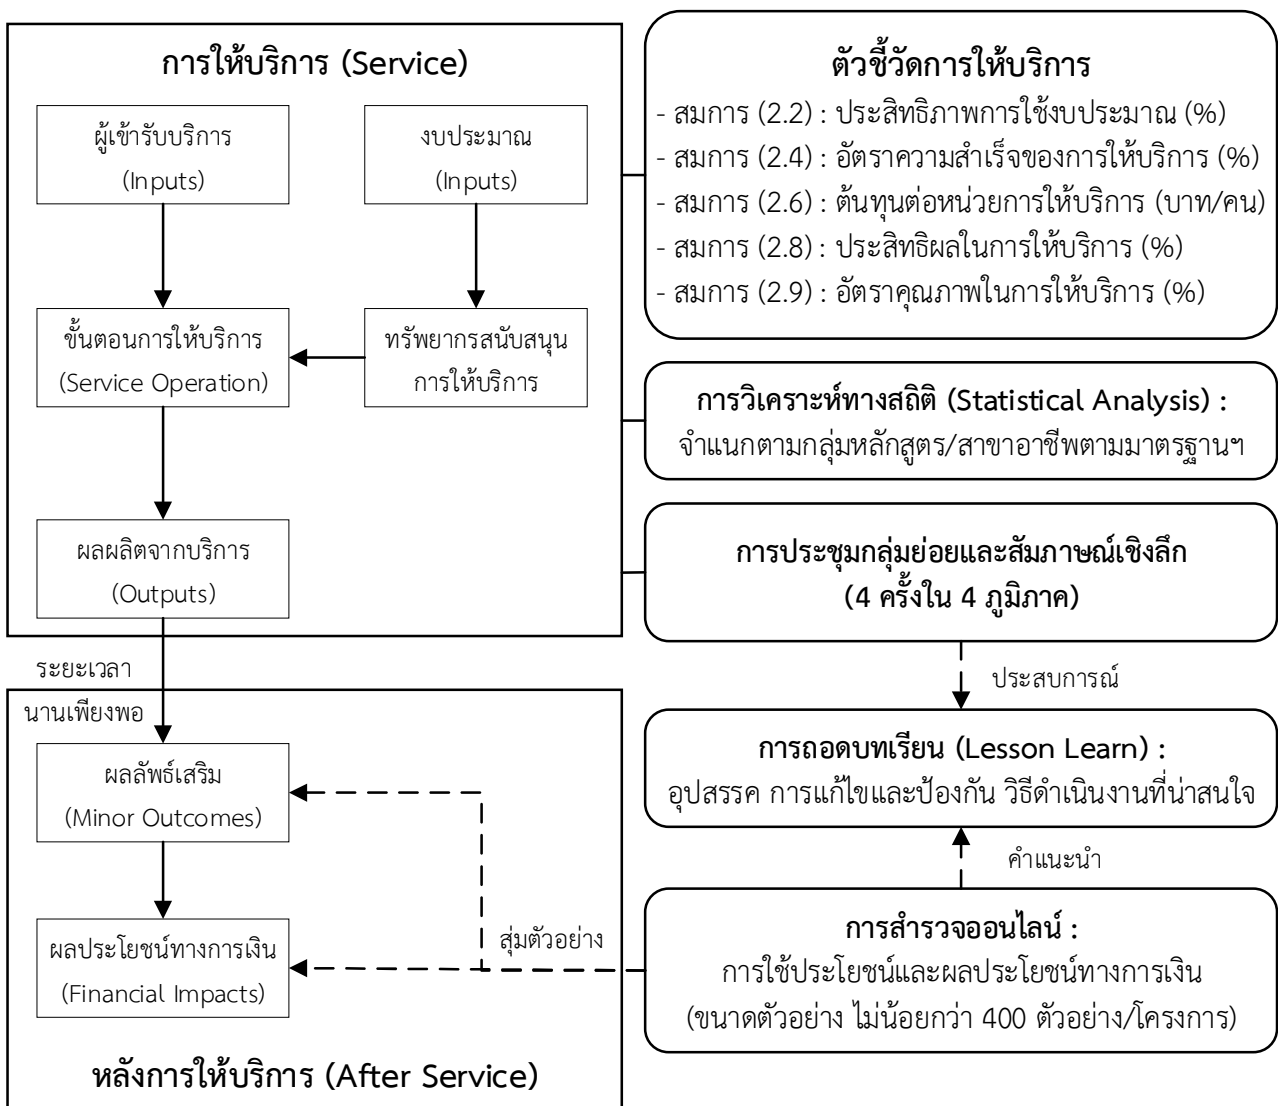 การให้บริการ (Service)
ผู้เข้ารับบริการ
(Inputs)
งบประมาณ
(Inputs)
ขั้นตอนการให้บริการ
(Service Operation)
ทรัพยากรสนับสนุน
การให้บริการ
ผลผลิตจากบริการ
(Outputs)
ตัวชี้วัดการให้บริการ
- สมการ (2.2) : ประสิทธิภาพการใช้งบประมาณ (%)
- สมการ (2.4) : อัตราความสำเร็จของการให้บริการ (%)
- สมการ (2.6) : ต้นทุนต่อหน่วยการให้บริการ (บาท/คน)
- สมการ (2.8) : ประสิทธิผลในการให้บริการ (%)
- สมการ (2.9) : อัตราคุณภาพในการให้บริการ (%)
การวิเคราะห์ทางสถิติ (Statistical Analysis) :
จำแนกตามกลุ่มหลักสูตร/สาขาอาชีพตามมาตรฐานฯ
การประชุมกลุ่มย่อยและสัมภาษณ์เชิงลึก
(4 ครั้งใน 4 ภูมิภาค)
ประสบการณ์
การถอดบทเรียน (Lesson Learn) :
อุปสรรค การแก้ไขและป้องกัน วิธีดำเนินงานที่น่าสนใจ
คำแนะนำ
การสำรวจออนไลน์ :
การใช้ประโยชน์และผลประโยชน์ทางการเงิน
(ขนาดตัวอย่าง ไม่น้อยกว่า 400 ตัวอย่าง/โครงการ)
ระยะเวลา
นานเพียงพอ
ผลลัพธ์เสริม
(Minor Outcomes)
สุ่มตัวอย่าง
ผลประโยชน์ทางการเงิน
(Financial Impacts)
หลังการให้บริการ (After Service)